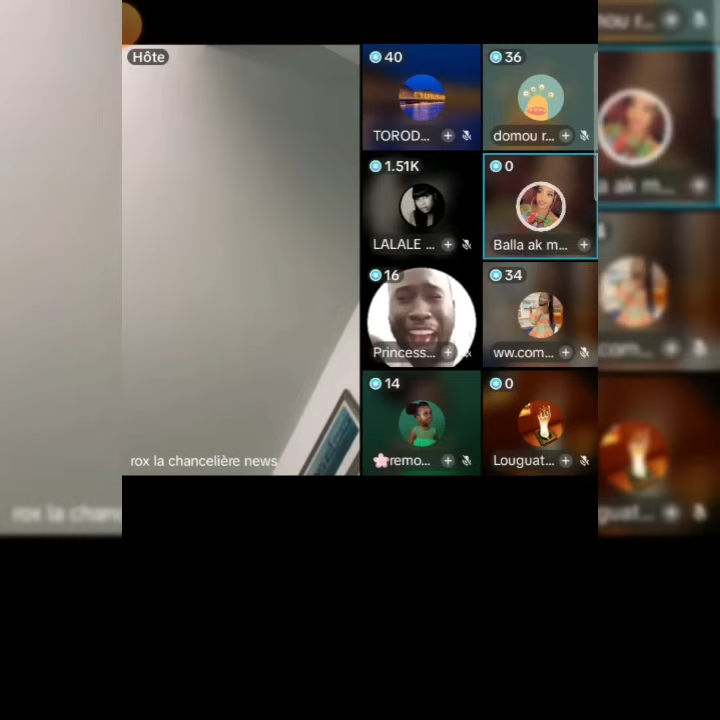 Hôte
40
TOROD...
36
domou r...
1.51K
LALALE ...
0
Balla ak m...
16
Princess...
34
ww.com...
14
remo...
0
Louguat...
rox la chancelière news